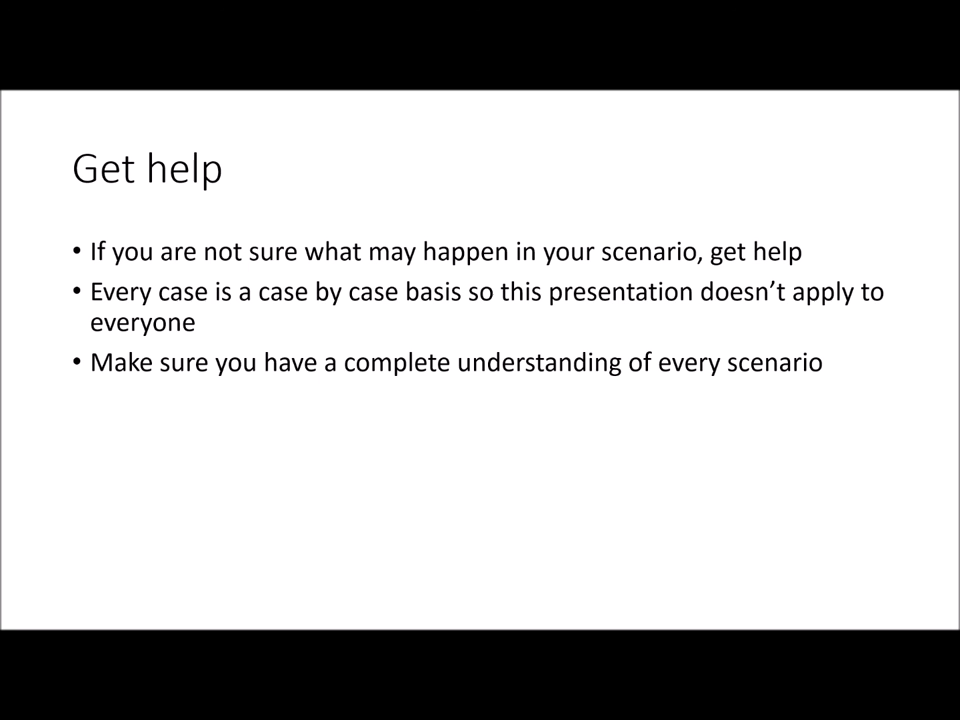 Get help
• If you are not sure what may happen in your scenario, get help
• Every case is a case by case basis so this presentation doesn’t apply to
everyone
• Make sure you have a complete understanding of every scenario